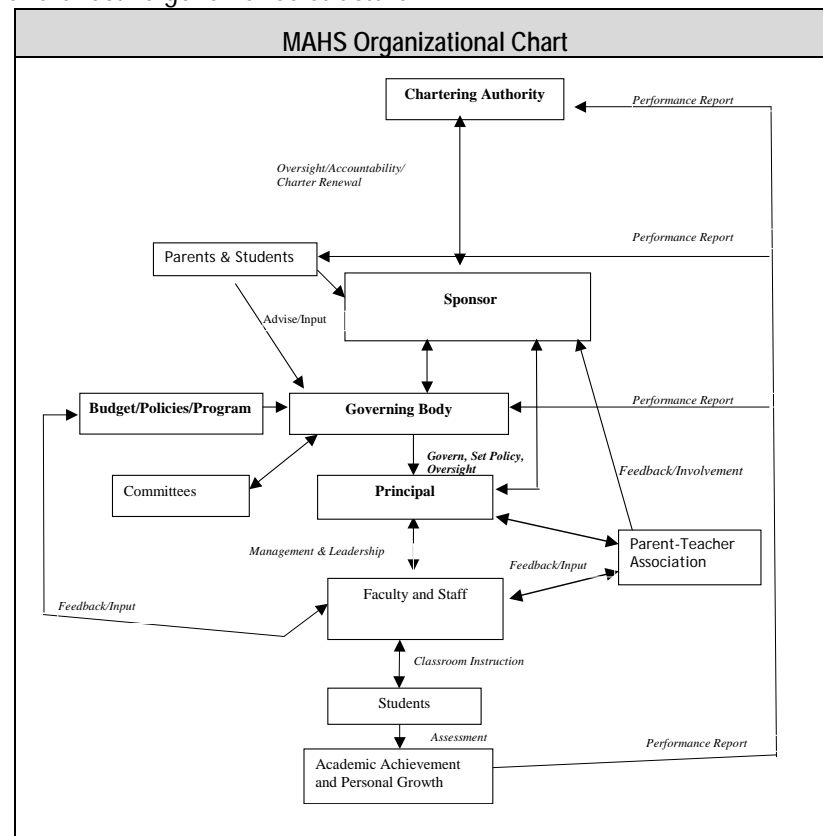 MAHS Organizational Chart
Chartering Authority
Performance Report
Oversight/Accountability/
Charter Renewal
Performance Report
Parents & Students
Sponsor
Advise/Input
Budget/Policies/Program
Governing Body
Performance Report
Govern, Set Policy,
Oversight
Feedback/Involvement
Committees
Principal
Management & Leadership
Parent-Teacher
Association
Feedback/Input
Faculty and Staff
Feedback/Input
Classroom Instruction
Students
Assessment
Performance Report
Academic Achievement
and Personal Growth